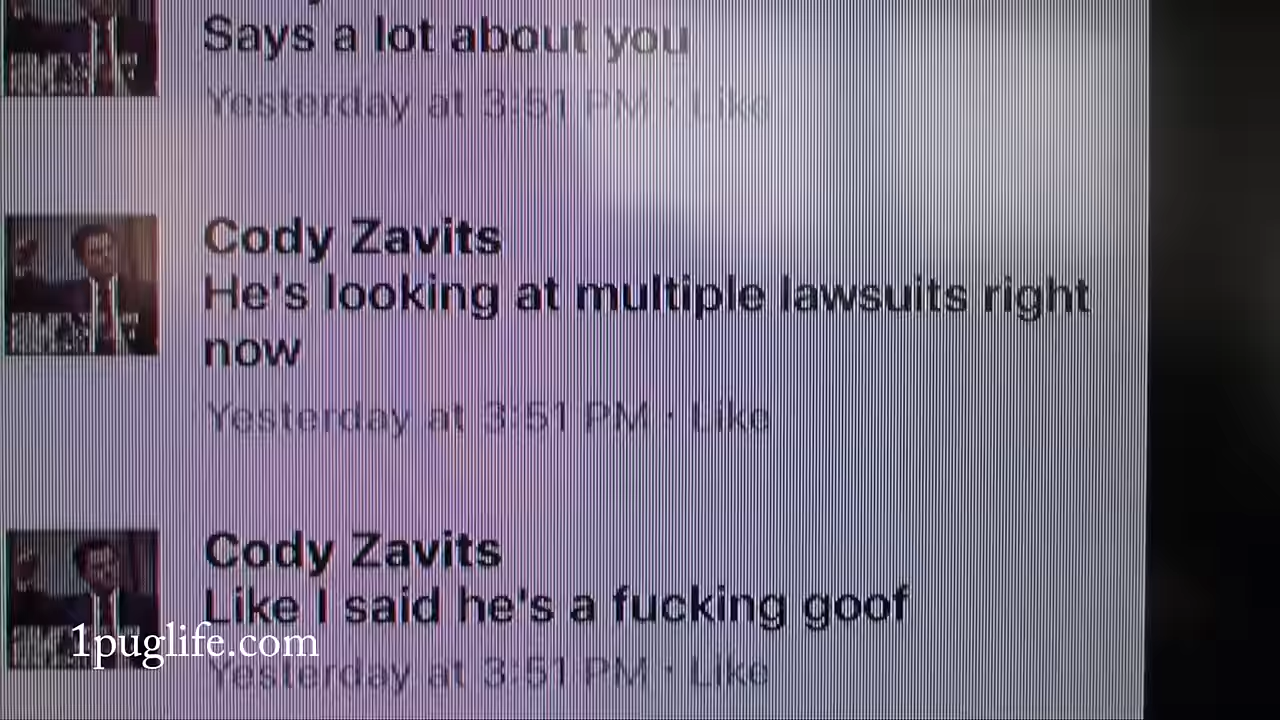 Says a lot about you
Yesterday at 3:51 PM · Like
Cody Zavits
He's looking at multiple lawsuits right
now
Yesterday at 3:51 PM · Like
Cody Zavits
Like I said he's a fucking goof
1puglife.com
Yesterday at 3:51 PM · Like